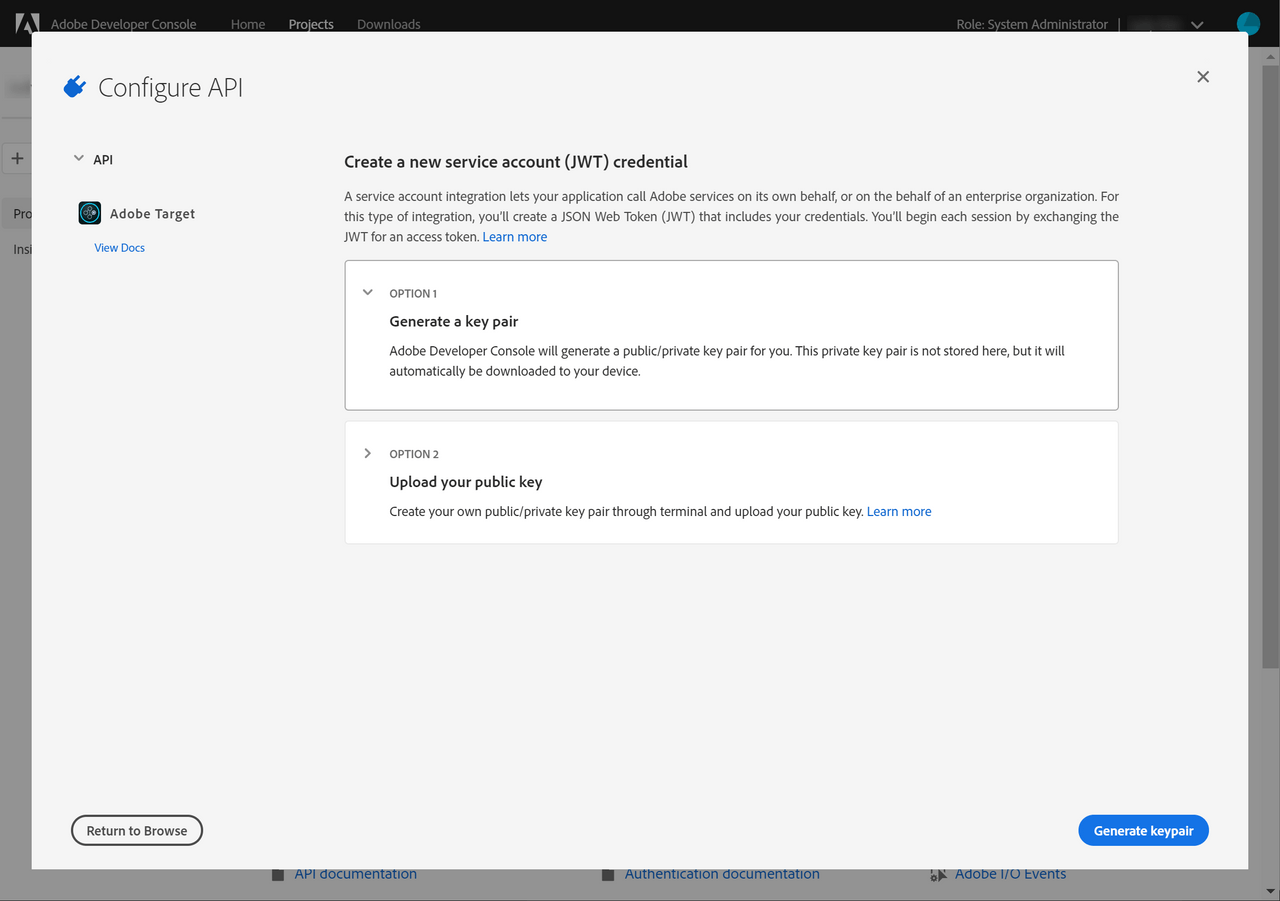 Adobe Developer Console Home Projects Downloads Role: System Administrator |
Configure API
API
Adobe Target
View Docs
Create a new service account (JWT) credential
A service account integration lets your application call Adobe services on its own behalf, or on the behalf of an enterprise organization. For
this type of integration, you'll create a JSON Web Token (JWT) that includes your credentials. You'll begin each session by exchanging the
JWT for an access token. Learn more
OPTION 1
Generate a key pair
Adobe Developer Console will generate a public/private key pair for you. This private key pair is not stored here, but it will
automatically be downloaded to your device.
OPTION 2
Upload your public key
Create your own public/private key pair through terminal and upload your public key. Learn more
Pro
Insi
Return to Browse
Generate keypair
API documentation
Authentication documentation
Adobe I/O Events